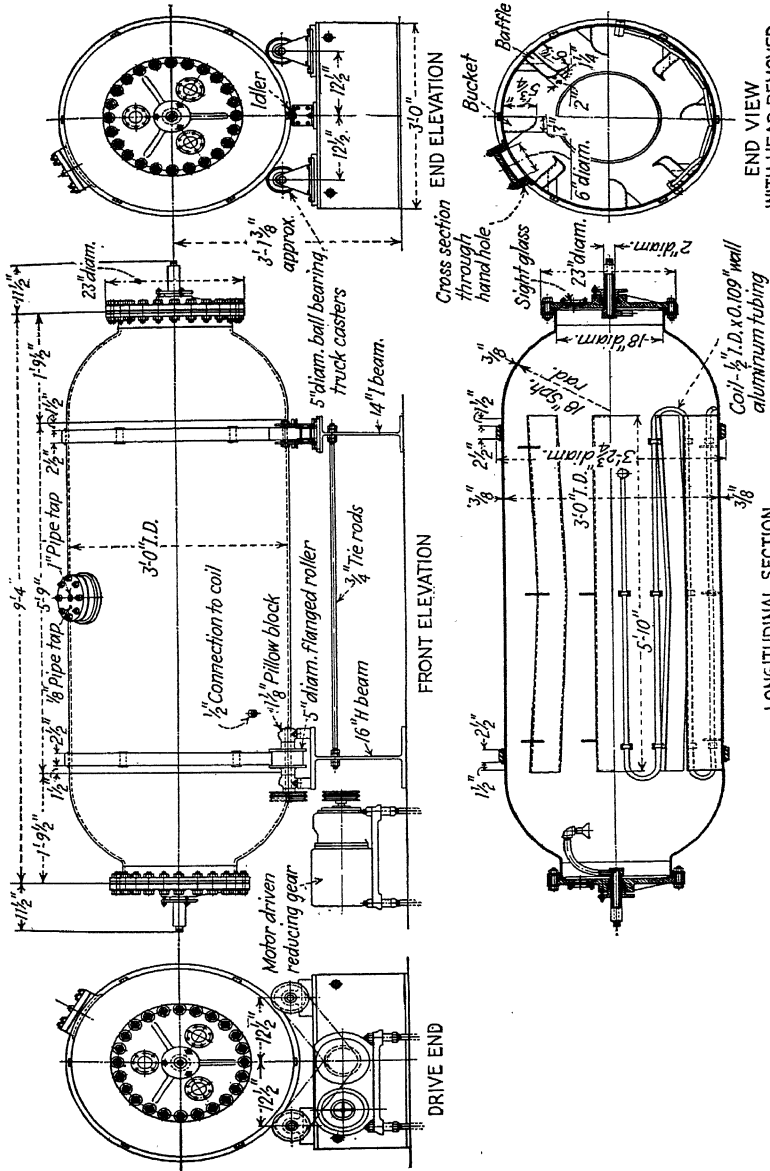 11½"
9'-4"
11½"
1'-9½"
5'-9"
1'-9½"
1½"
2½"
⅛" Pipe tap
1" Pipe tap
2½"
1½"
23" diam.
3'-0" I.D.
3'-1⅜"
approx.
Idler
12½"
12½"
3'-0"
END ELEVATION
½" Connection to coil
1⅞" Pillow block
5" diam. flanged roller
5" diam. ball bearing,
truck casters
Motor driven
reducing gear
12½"
12½"
DRIVE END
16" H beam
¾" Tie rods
14" I beam.
FRONT ELEVATION
Bucket
Baffle
2"
3"
6" diam.
Cross section
through
hand hole
END VIEW
Sight glass
23" diam.
2" diam.
18" diam.
⅜"
18" Sph.
rad.
1½"
2½"
2½"
1½"
3'-2¾" diam.
⅜"
3'-0" I.D.
⅜"
5'-10"
Coil-½" I.D. x 0.109" wall
aluminum tubing
LONGITUDINAL SECTION